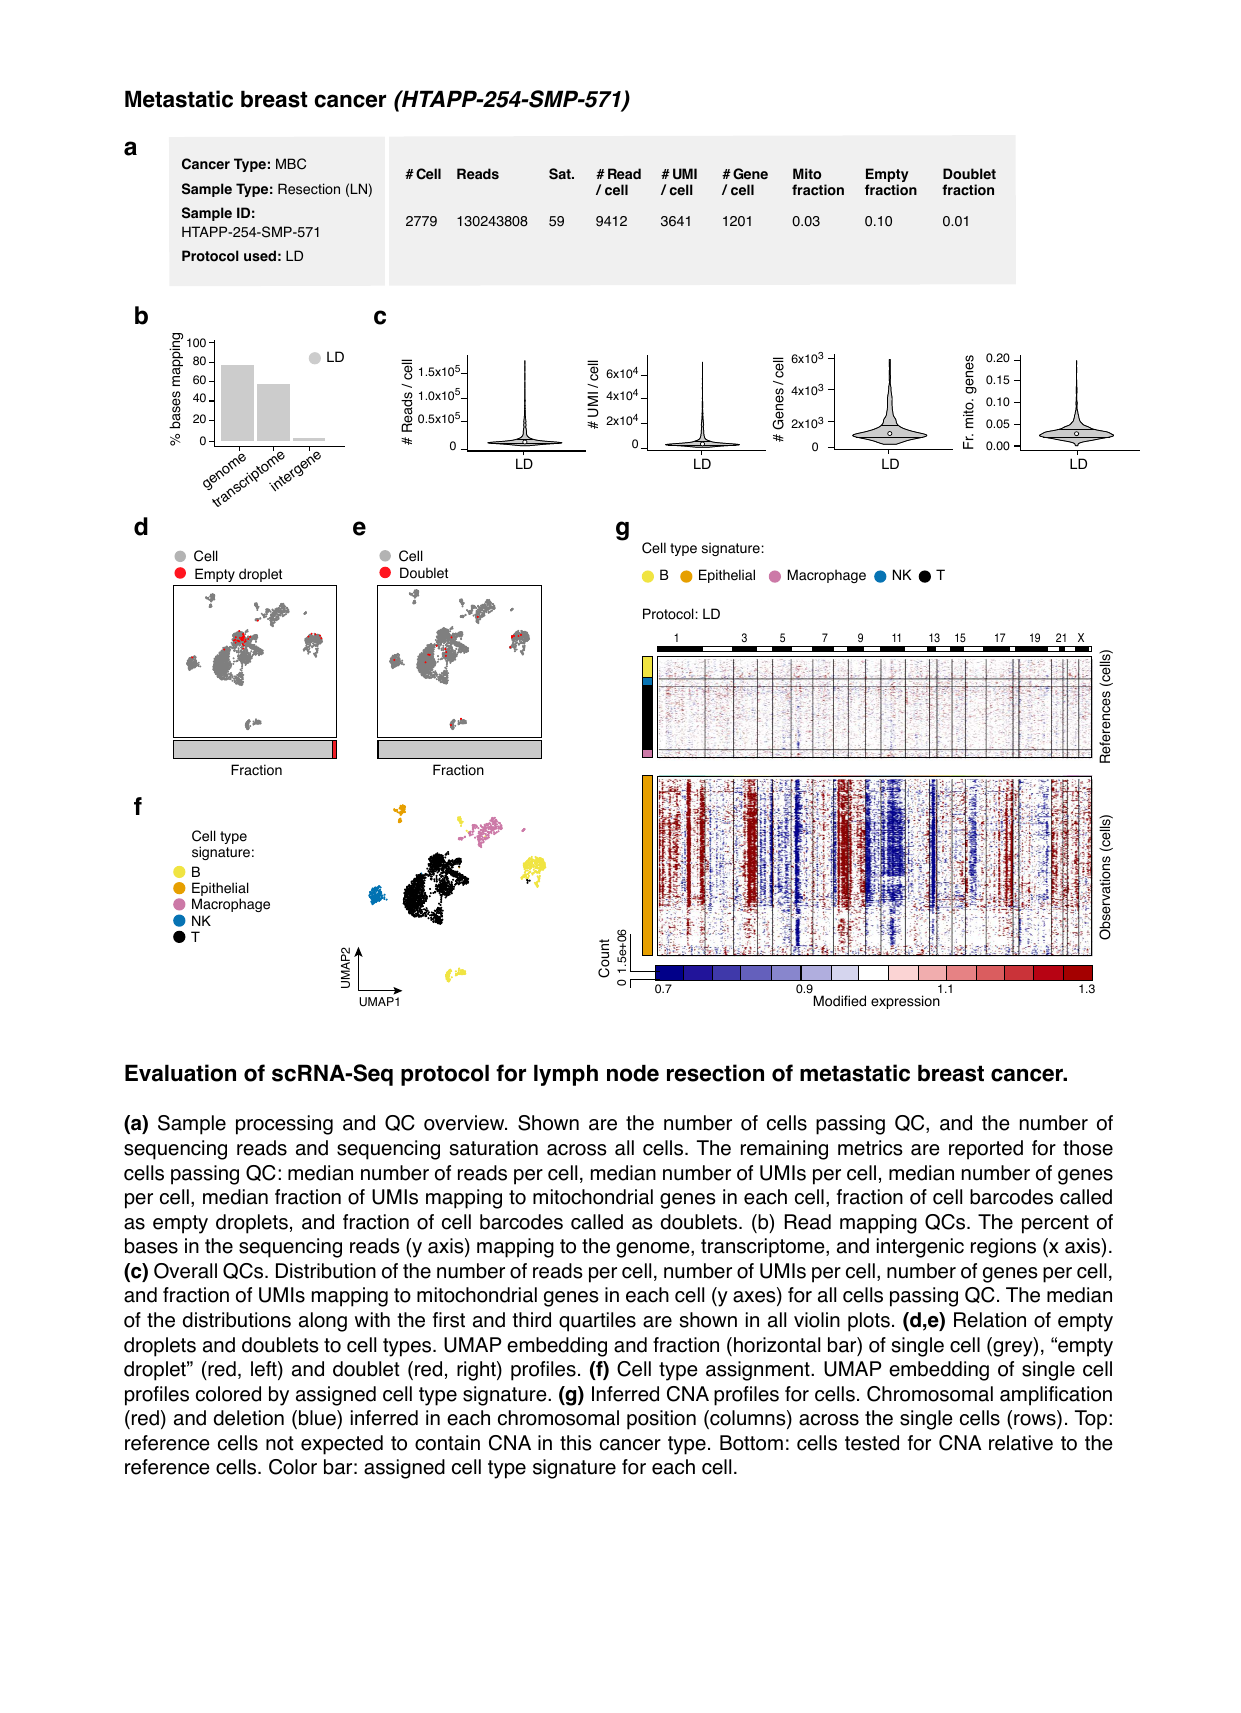 Metastatic breast cancer (HTAPP-254-SMP-571)
a
Cancer Type: MBC
Sample Type: Resection (LN)
Sample ID:
HTAPP-254-SMP-571
Protocol used: LD
# Cell Reads Sat. # Read / cell # UMI / cell # Gene / cell Mito fraction Empty fraction Doublet fraction
2779 130243808 59 9412 3641 1201 0.03 0.10 0.01
b
% bases mapping
100
80
60
40
20
0
LD
genome
transcriptome
intergene
c
# Reads / cell
1.5x10⁵
1.0x10⁵
0.5x10⁵
0
LD
# UMI / cell
6x10⁴
4x10⁴
2x10⁴
0
LD
# Genes / cell
6x10³
4x10³
2x10³
0
LD
Fr. mito. genes
0.20
0.15
0.10
0.05
0.00
LD
d
Cell
Empty droplet
Fraction
e
Cell
Doublet
Fraction
f
Cell type
signature:
B
Epithelial
Macrophage
NK
T
UMAP2
UMAP1
g
Cell type signature:
B Epithelial Macrophage NK T
Protocol: LD
1 3 5 7 9 11 13 15 17 19 21 X
References (cells)
Observations (cells)
Count
0 1.5e+06
0.7 0.9 1.1 1.3
Modified expression
Evaluation of scRNA-Seq protocol for lymph node resection of metastatic breast cancer.
(a) Sample processing and QC overview. Shown are the number of cells passing QC, and the number of
sequencing reads and sequencing saturation across all cells. The remaining metrics are reported for those
cells passing QC: median number of reads per cell, median number of UMIs per cell, median number of genes
per cell, median fraction of UMIs mapping to mitochondrial genes in each cell, fraction of cell barcodes called
as empty droplets, and fraction of cell barcodes called as doublets. (b) Read mapping QCs. The percent of
bases in the sequencing reads (y axis) mapping to the genome, transcriptome, and intergenic regions (x axis).
(c) Overall QCs. Distribution of the number of reads per cell, number of UMIs per cell, number of genes per cell,
and fraction of UMIs mapping to mitochondrial genes in each cell (y axes) for all cells passing QC. The median
of the distributions along with the first and third quartiles are shown in all violin plots. (d,e) Relation of empty
droplets and doublets to cell types. UMAP embedding and fraction (horizontal bar) of single cell (grey), “empty
droplet” (red, left) and doublet (red, right) profiles. (f) Cell type assignment. UMAP embedding of single cell
profiles colored by assigned cell type signature. (g) Inferred CNA profiles for cells. Chromosomal amplification
(red) and deletion (blue) inferred in each chromosomal position (columns) across the single cells (rows). Top:
reference cells not expected to contain CNA in this cancer type. Bottom: cells tested for CNA relative to the
reference cells. Color bar: assigned cell type signature for each cell.